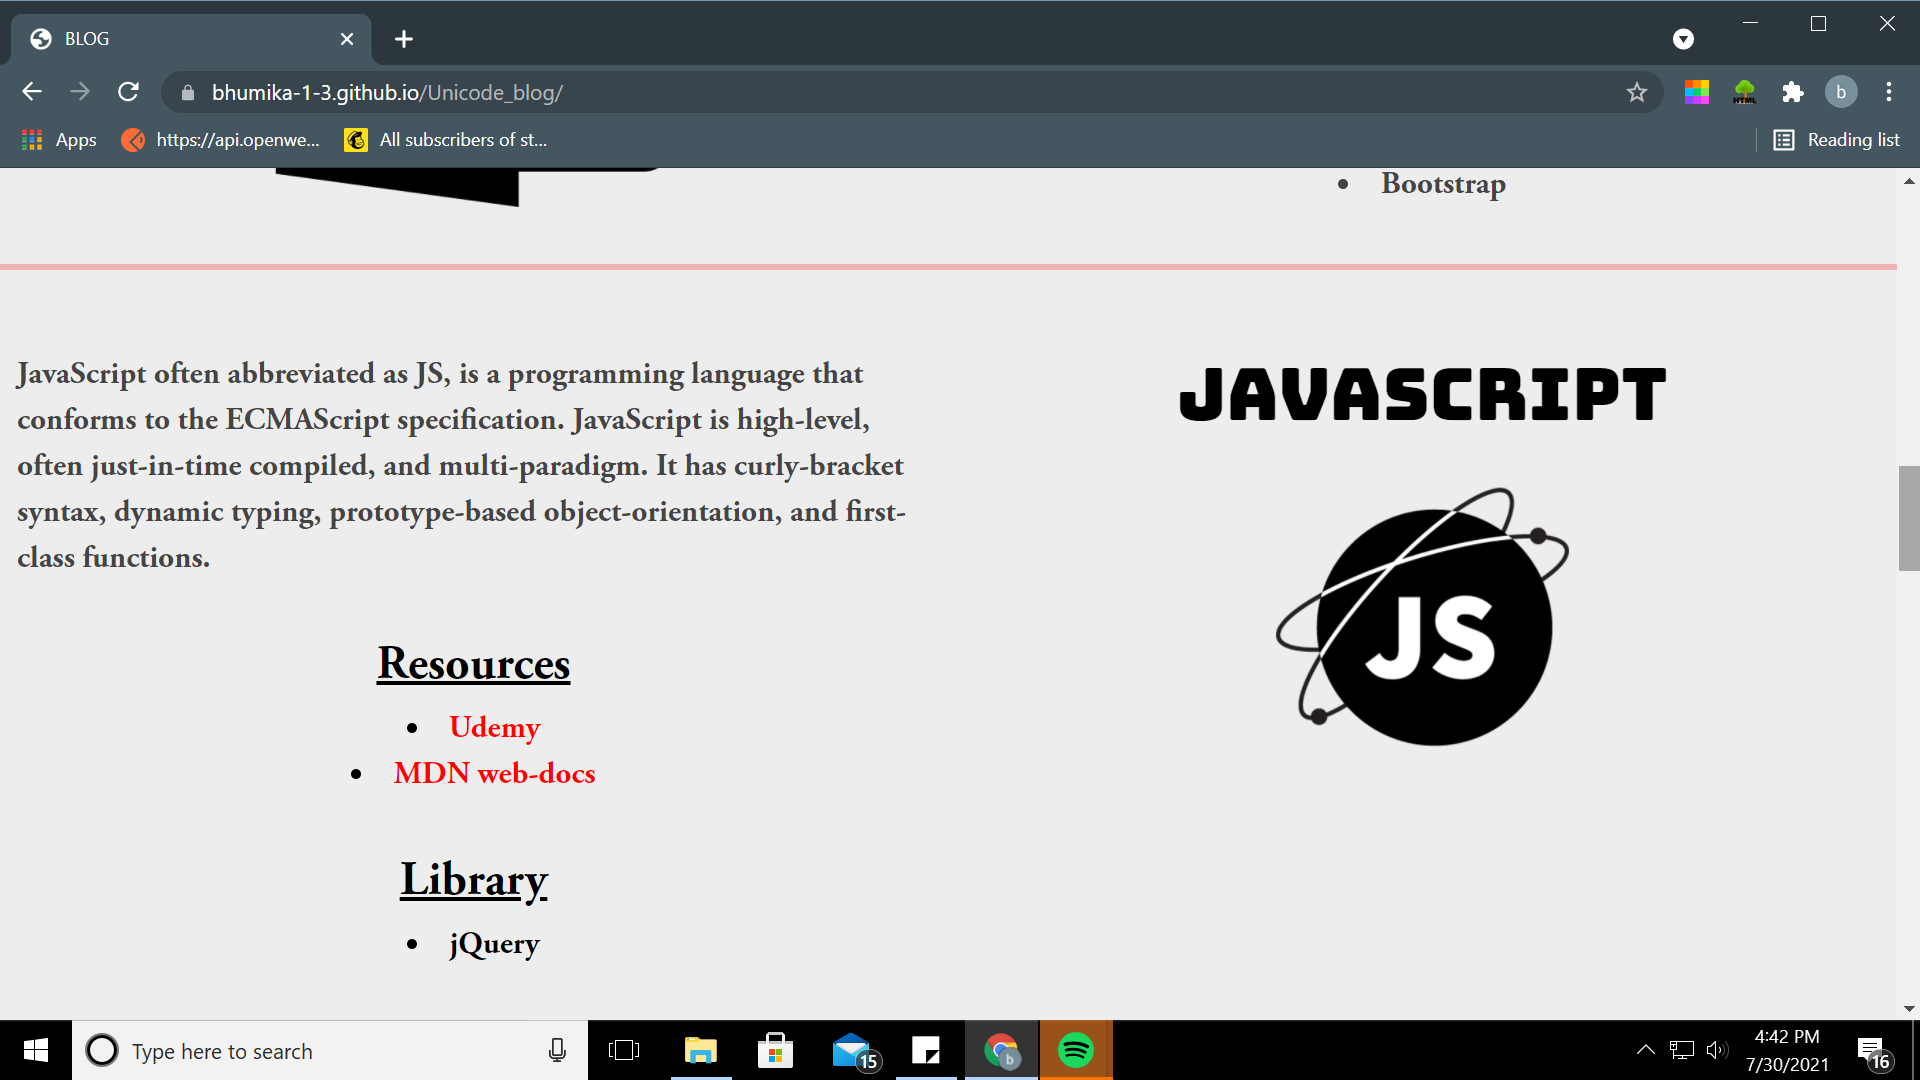 BLOG
bhumika-1-3.github.io/Unicode_blog/
b
HTML
Apps
https://api.openwe...
All subscribers of st...
Reading list
• Bootstrap
JavaScript often abbreviated as JS, is a programming language that
conforms to the ECMAScript specification. JavaScript is high-level,
often just-in-time compiled, and multi-paradigm. It has curly-bracket
syntax, dynamic typing, prototype-based object-orientation, and first-
class functions.
Resources
• Udemy
• MDN web-docs
Library
• jQuery
JAVASCRIPT
JS
Type here to search
15
b
4:42 PM
7/30/2021
16